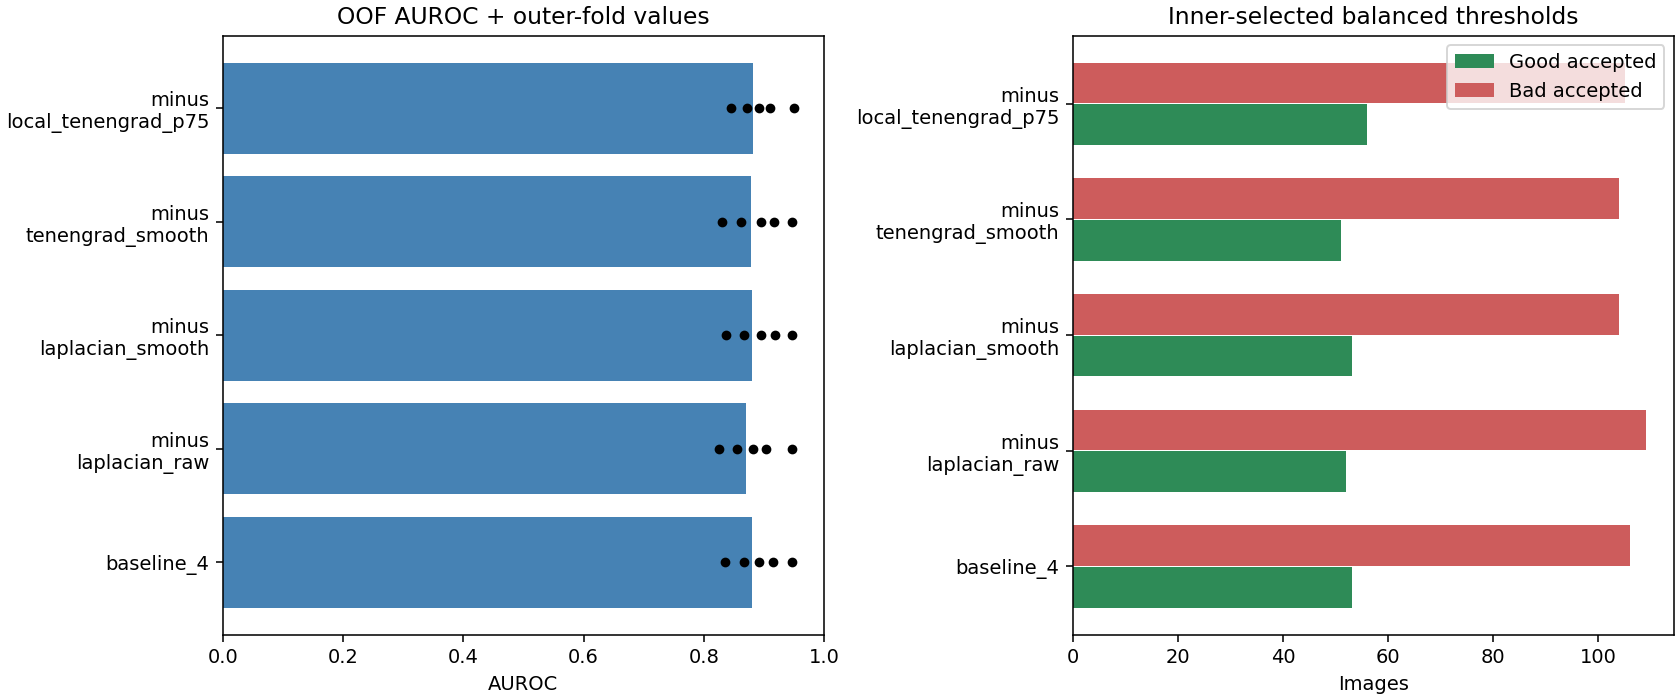 OOF AUROC + outer-fold values
minus
local_tenengrad_p75
minus
tenengrad_smooth
minus
laplacian_smooth
minus
laplacian_raw
baseline_4
0.0 0.2 0.4 0.6 0.8 1.0
AUROC
Inner-selected balanced thresholds
Good accepted
Bad accepted
minus
local_tenengrad_p75
minus
tenengrad_smooth
minus
laplacian_smooth
minus
laplacian_raw
baseline_4
0 20 40 60 80 100
Images